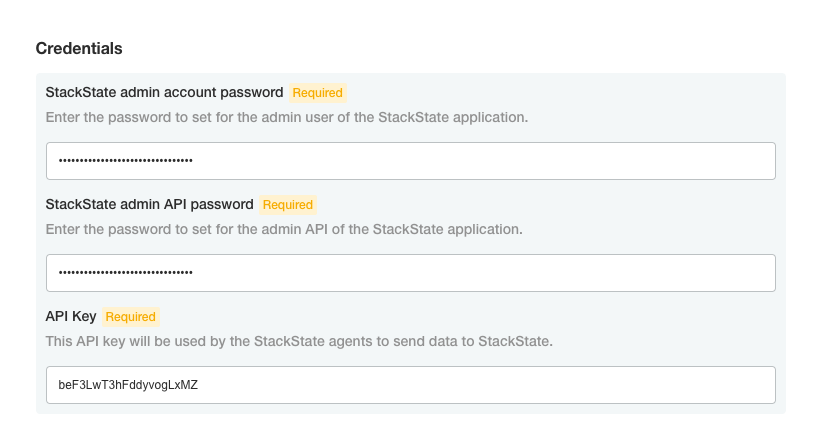 Credentials
StackState admin account password Required
Enter the password to set for the admin user of the StackState application.
••••••••••••••••••••••••••••••••
StackState admin API password Required
Enter the password to set for the admin API of the StackState application.
••••••••••••••••••••••••••••••••
API Key Required
This API key will be used by the StackState agents to send data to StackState.
beF3LwT3hFddyvogLxMZ